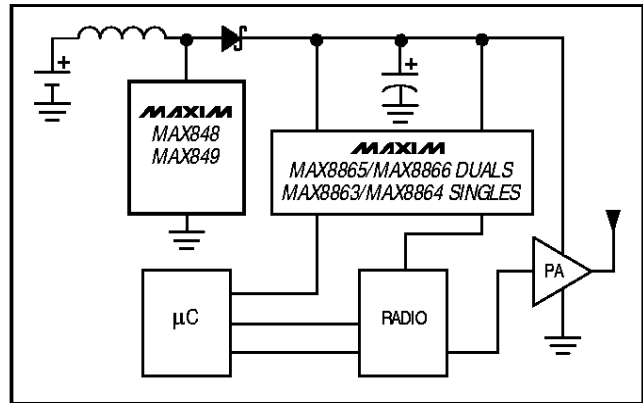 +
+
MAXIM
MAX848
MAX849
MAXIM
MAX8865/MAX8866 DUALS
MAX8863/MAX8864 SINGLES
PA
µC
RADIO